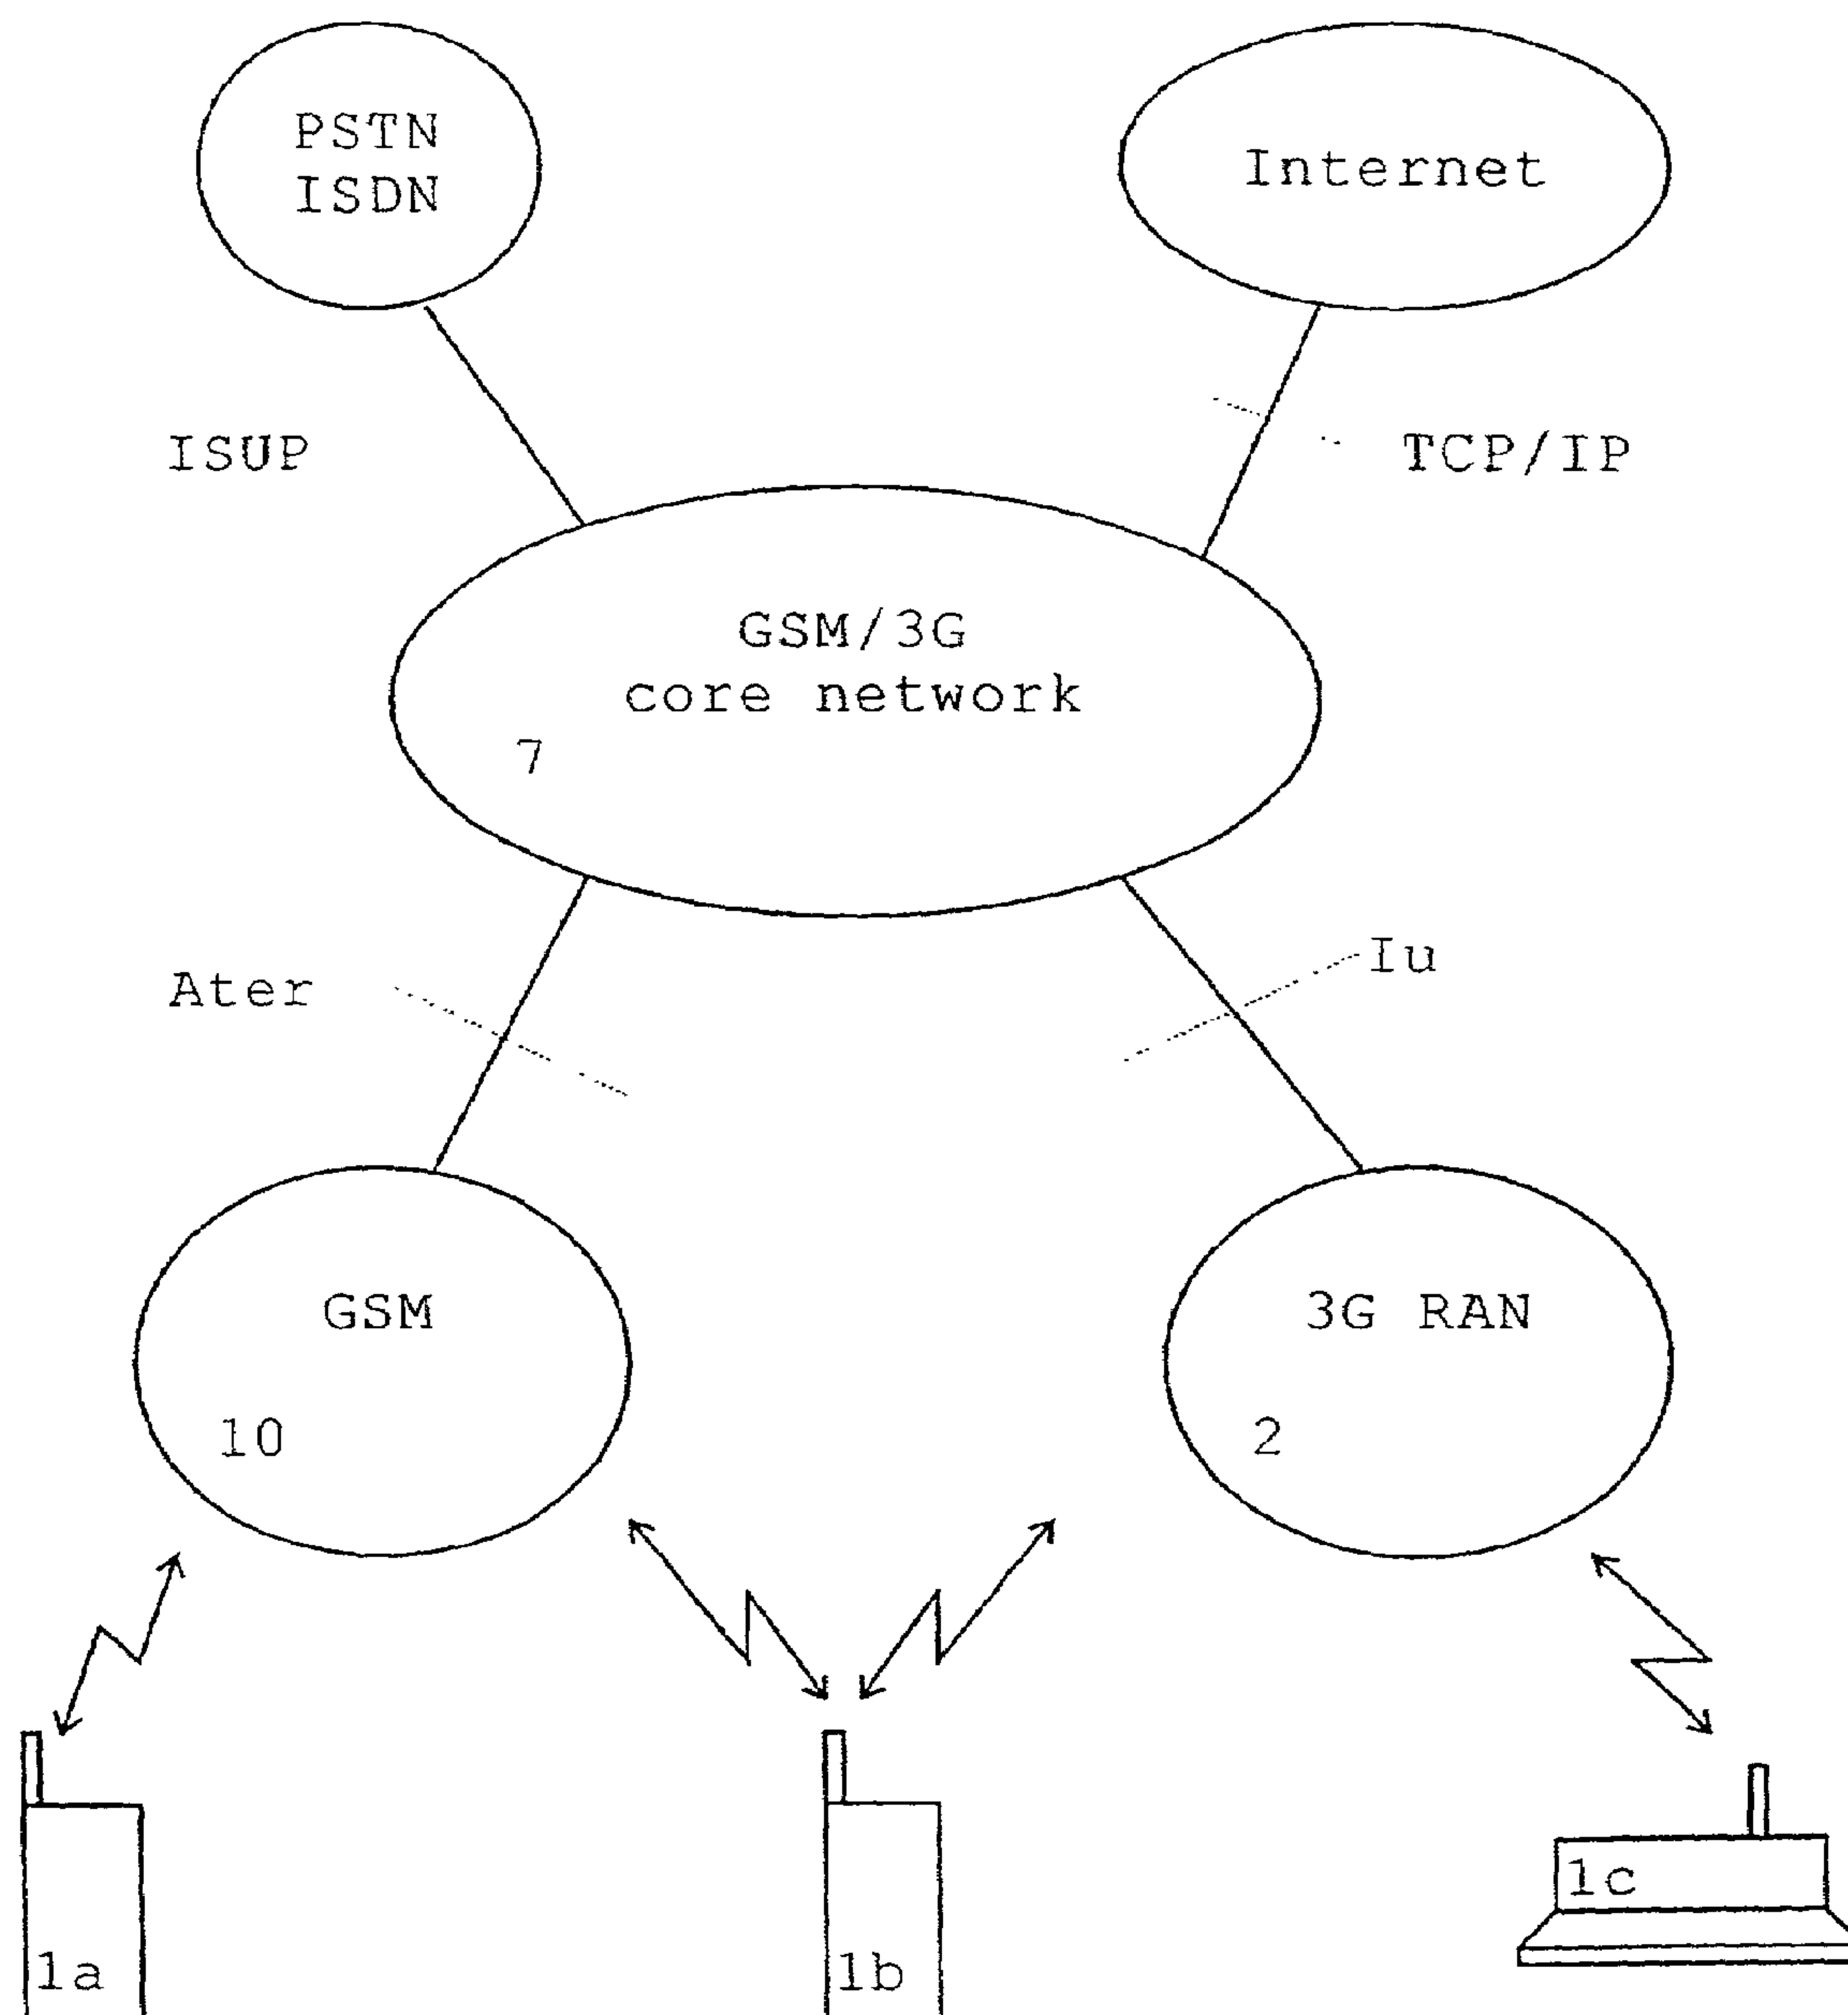 PSTN
ISDN
Internet
ISUP
TCP/IP
GSM/3G
core network
7
Ater
Iu
GSM
10
3G RAN
2
1a
1b
1c